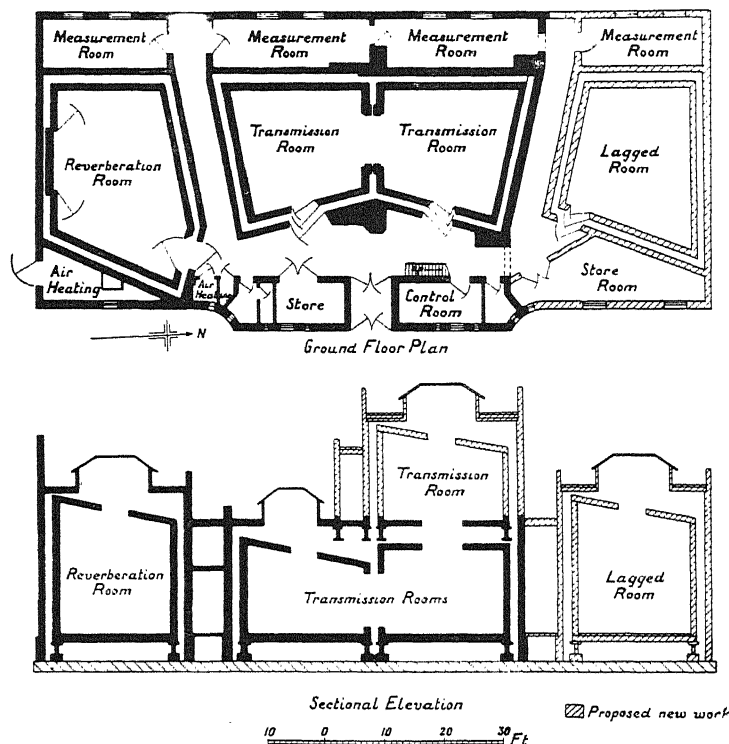 Measurement
Room
Measurement
Room
Measurement
Room
Measurement
Room
Reverberation
Room
Transmission
Room
Transmission
Room
Lagged
Room
Air
Heating
Air
Heating
Store
Control
Room
Store
Room
N
Ground Floor Plan
Transmission
Room
Reverberation
Room
Transmission Rooms
Lagged
Room
Sectional Elevation
Proposed new work
10 0 10 20 30 Ft